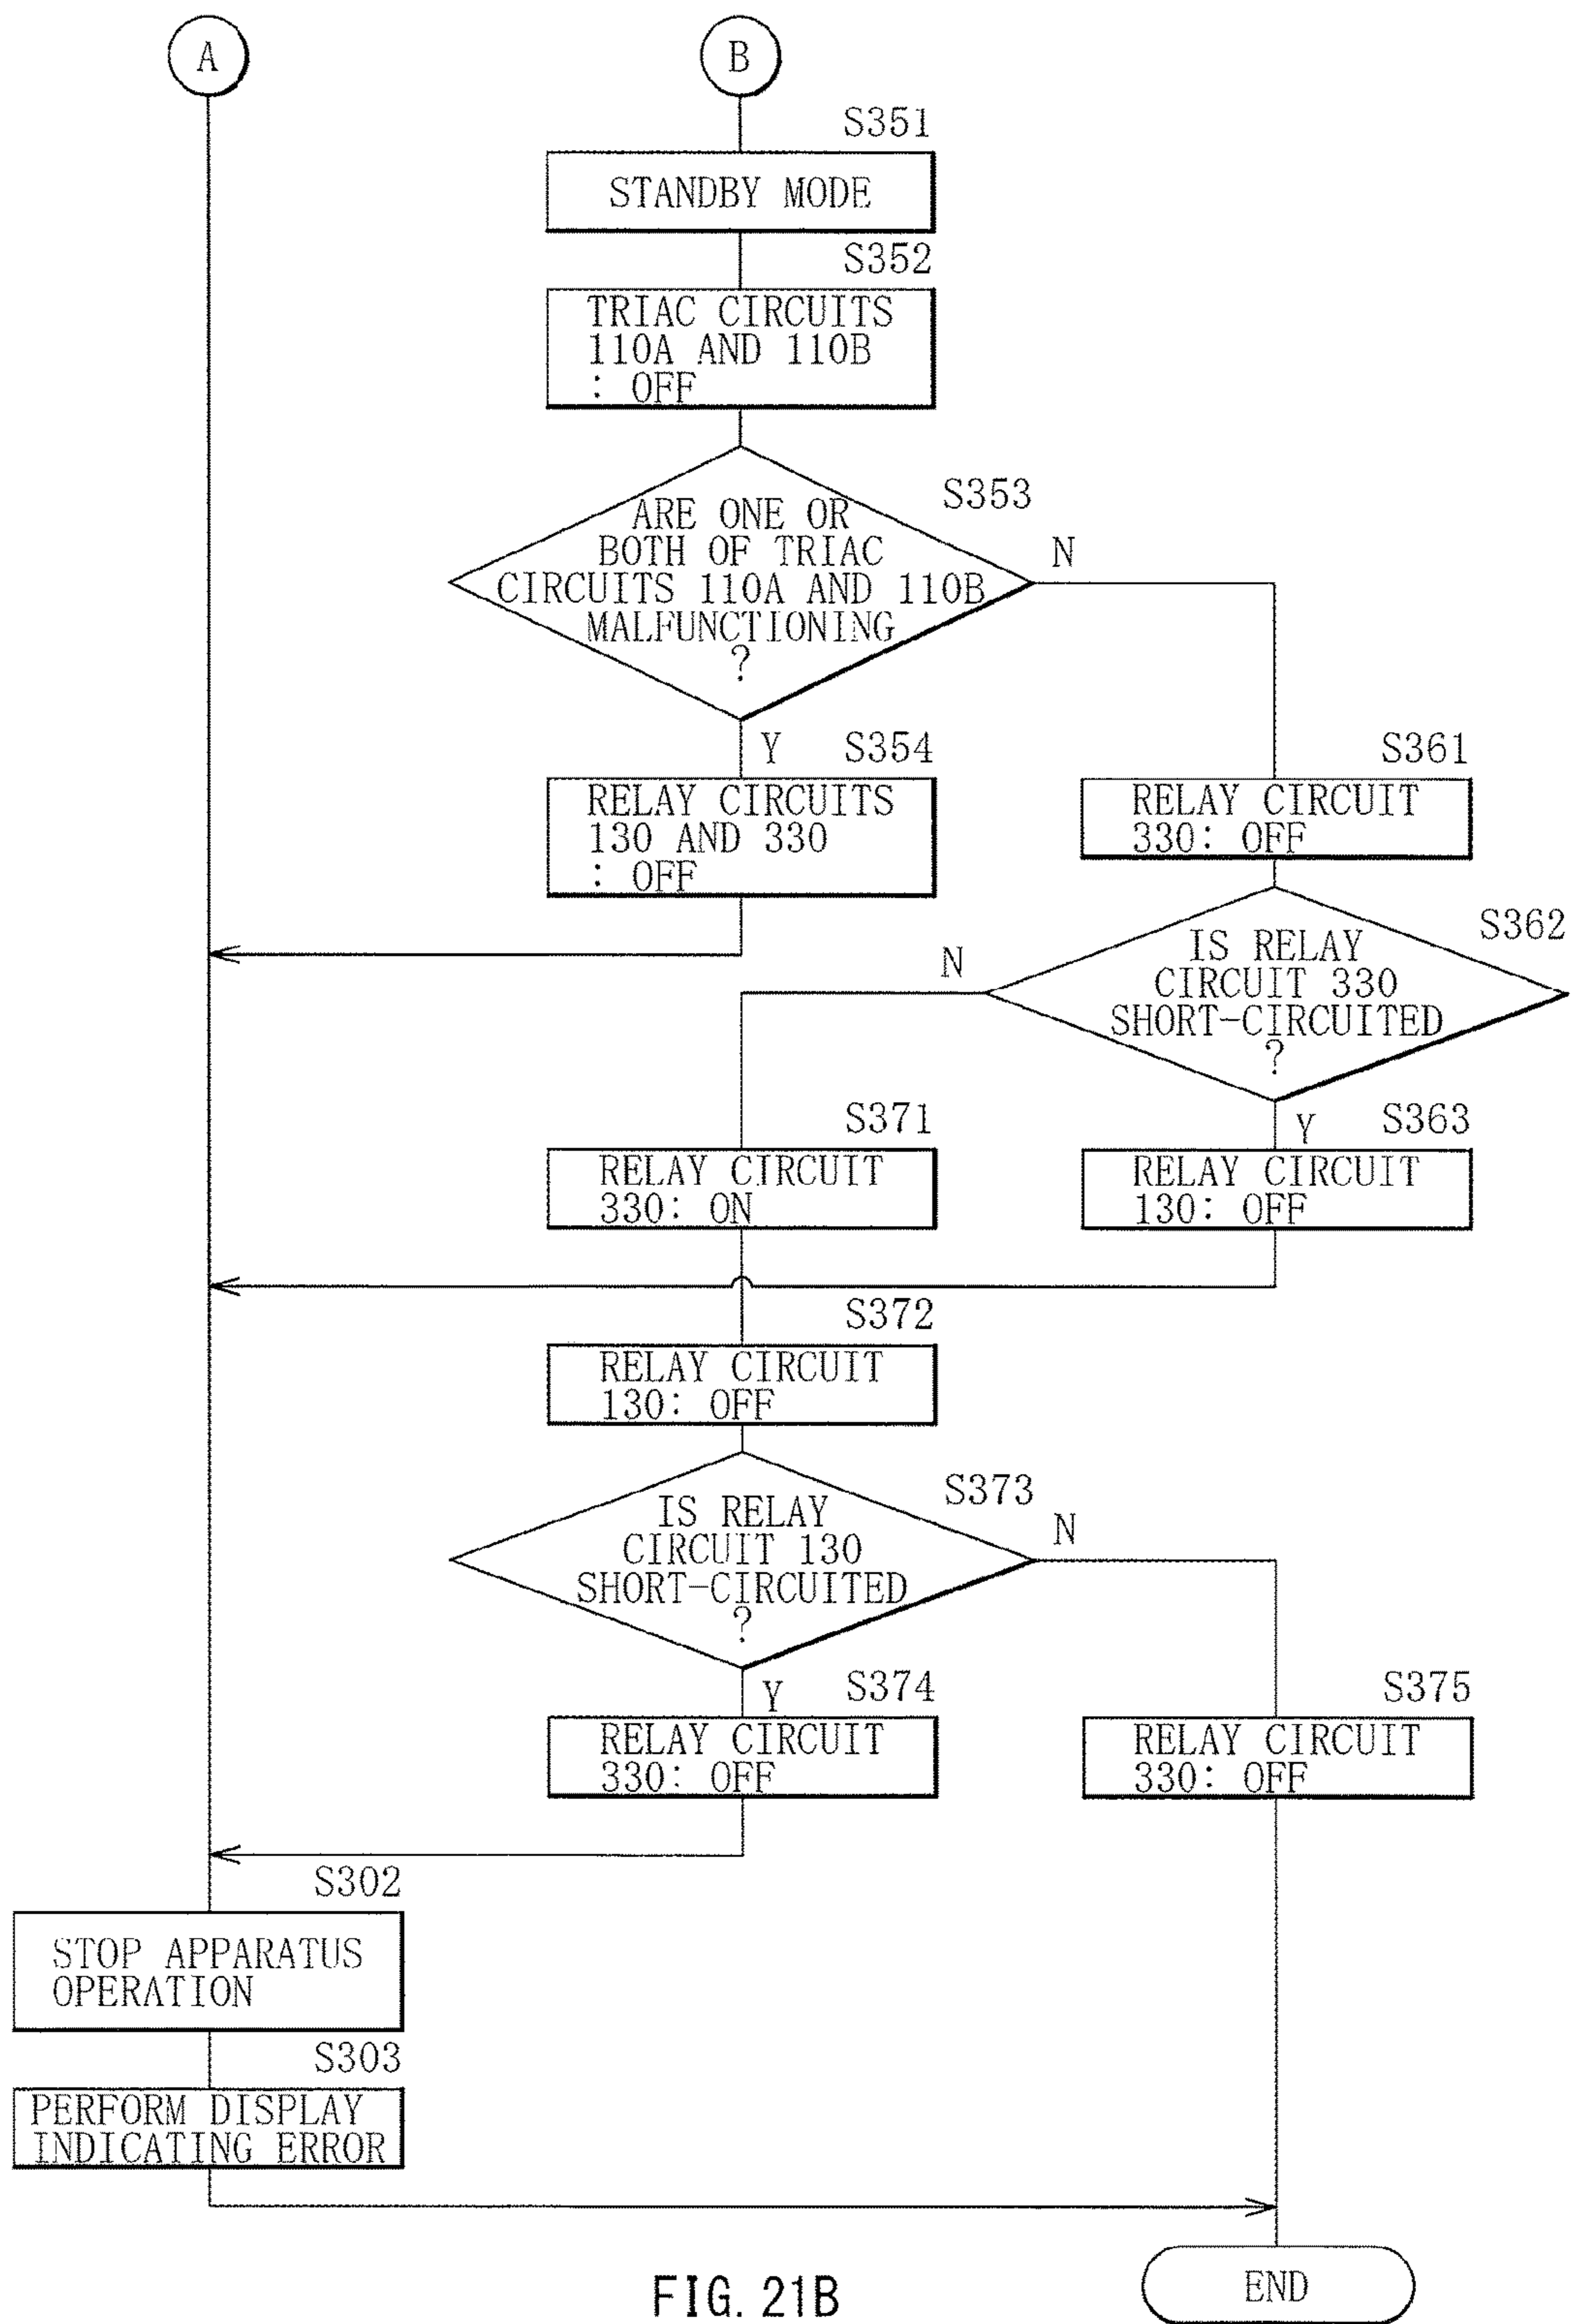 A
B
S351
STANDBY MODE
S352
TRIAC CIRCUITS
110A AND 110B
: OFF
S353
ARE ONE OR
BOTH OF TRIAC
CIRCUITS 110A AND 110B
MALFUNCTIONING
?
N
Y
S354
RELAY CIRCUITS
130 AND 330
: OFF
S361
RELAY CIRCUIT
330: OFF
S362
IS RELAY
CIRCUIT 330
SHORT-CIRCUITED
?
N
Y
S363
RELAY CIRCUIT
130: OFF
S371
RELAY CIRCUIT
330: ON
S372
RELAY CIRCUIT
130: OFF
S373
IS RELAY
CIRCUIT 130
SHORT-CIRCUITED
?
N
Y
S374
RELAY CIRCUIT
330: OFF
S375
RELAY CIRCUIT
330: OFF
S302
STOP APPARATUS
OPERATION
S303
PERFORM DISPLAY
INDICATING ERROR
END
FIG. 21B